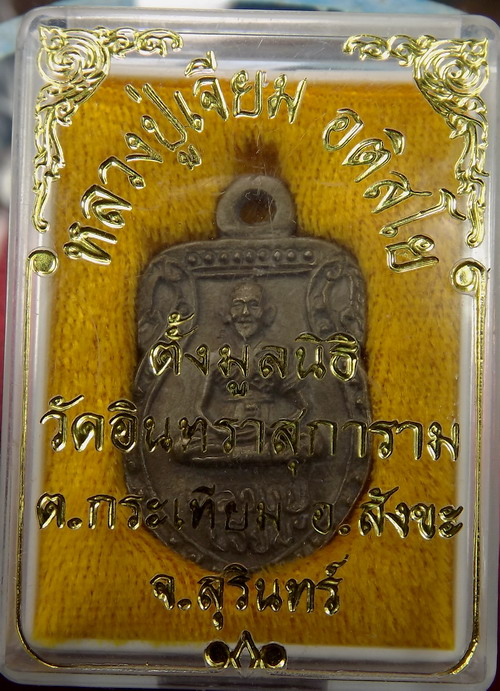 หลวงปู่เจียม อติสโย
ตั้งมูลนิธิ
วัดอินทราสุการาม
ต.กระเทียม อ.สังขะ
จ.สุรินทร์